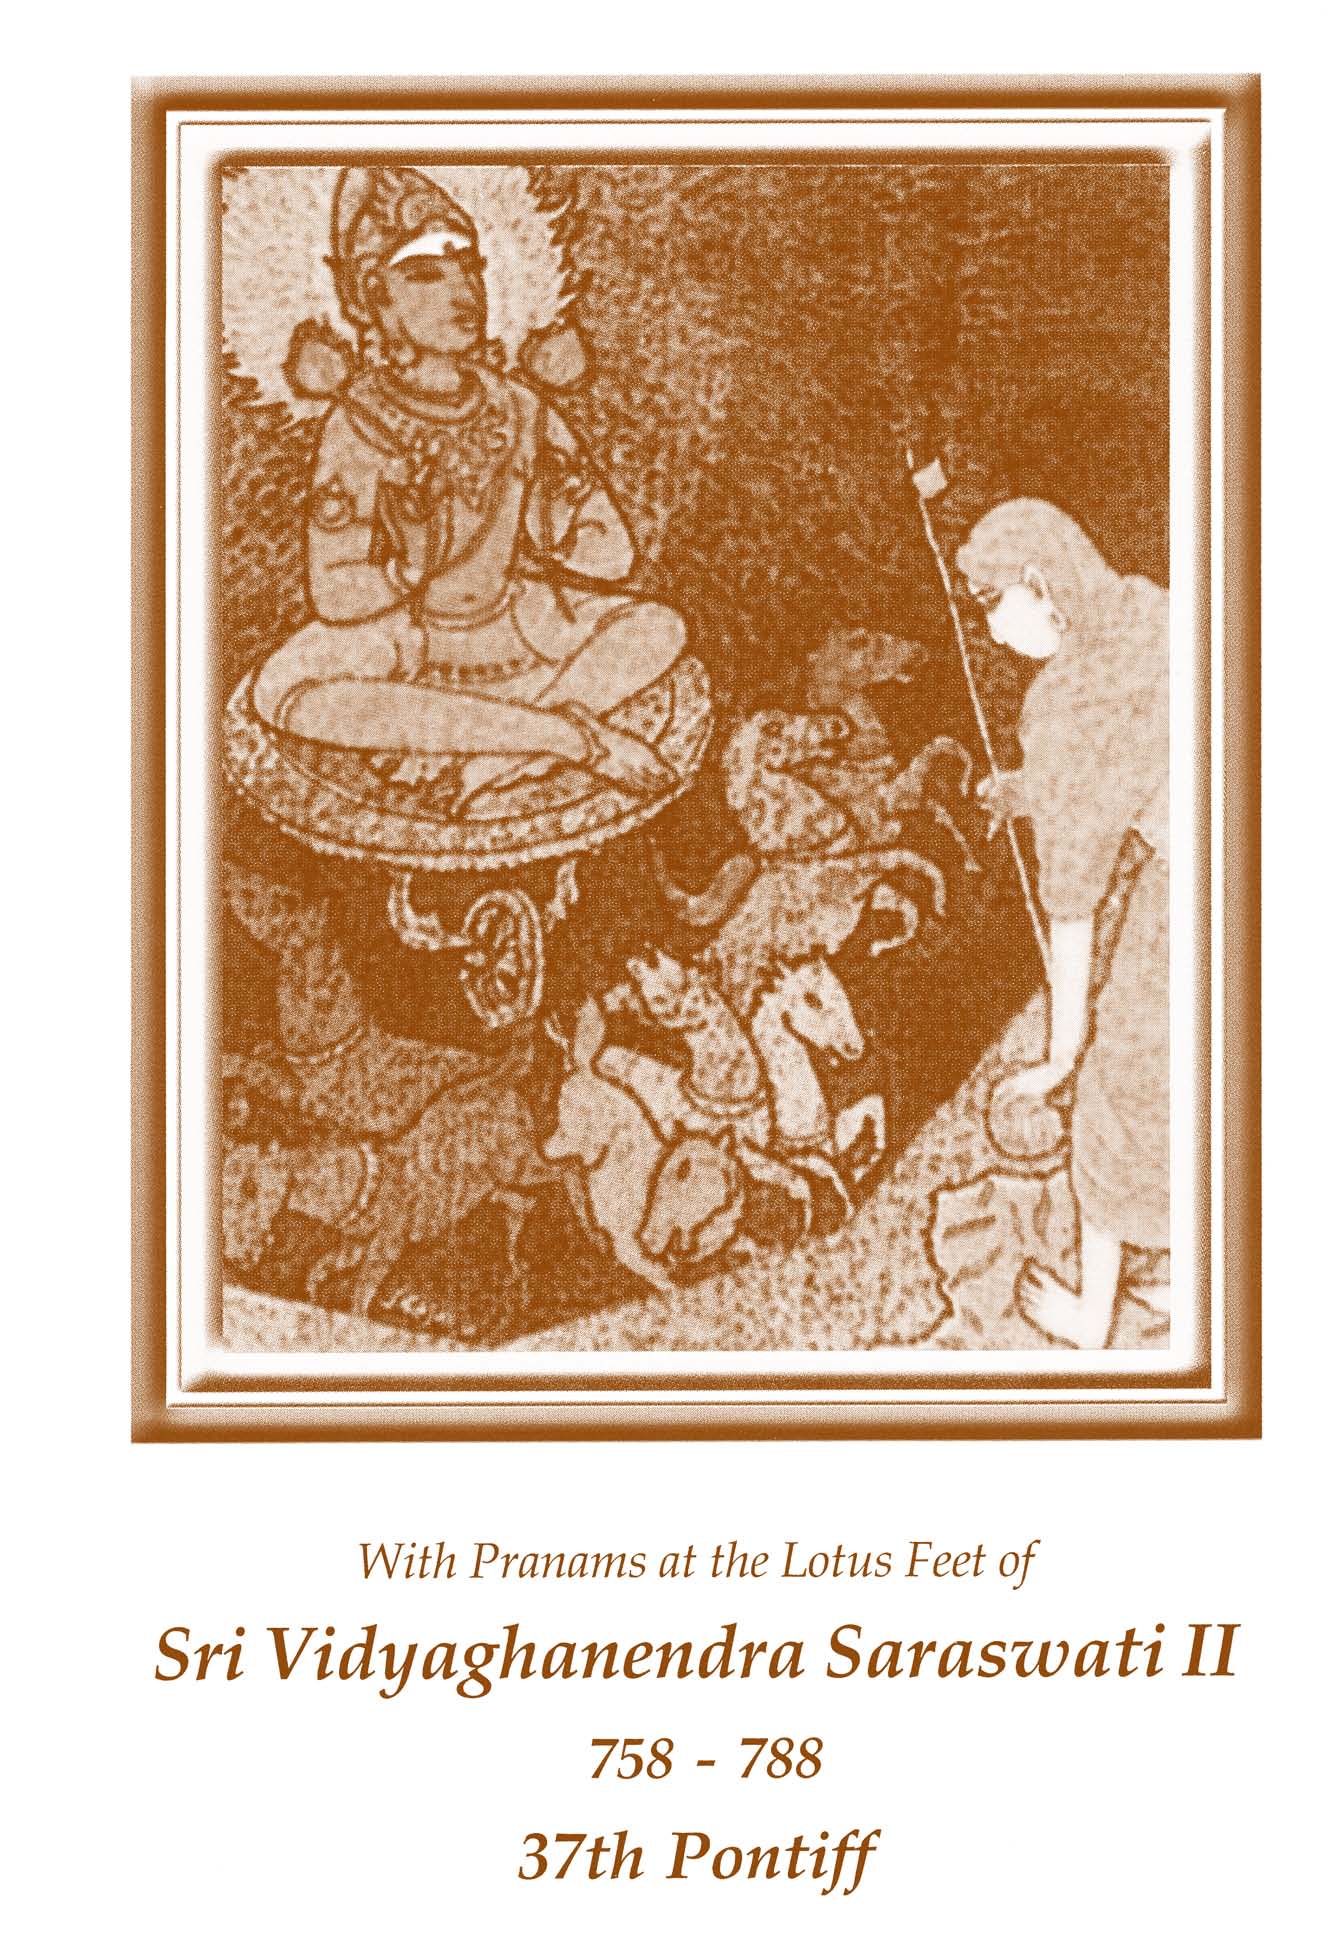 With Pranams at the Lotus Feet of
Sri Vidyaghanendra Saraswati II
758 - 788
37th Pontiff